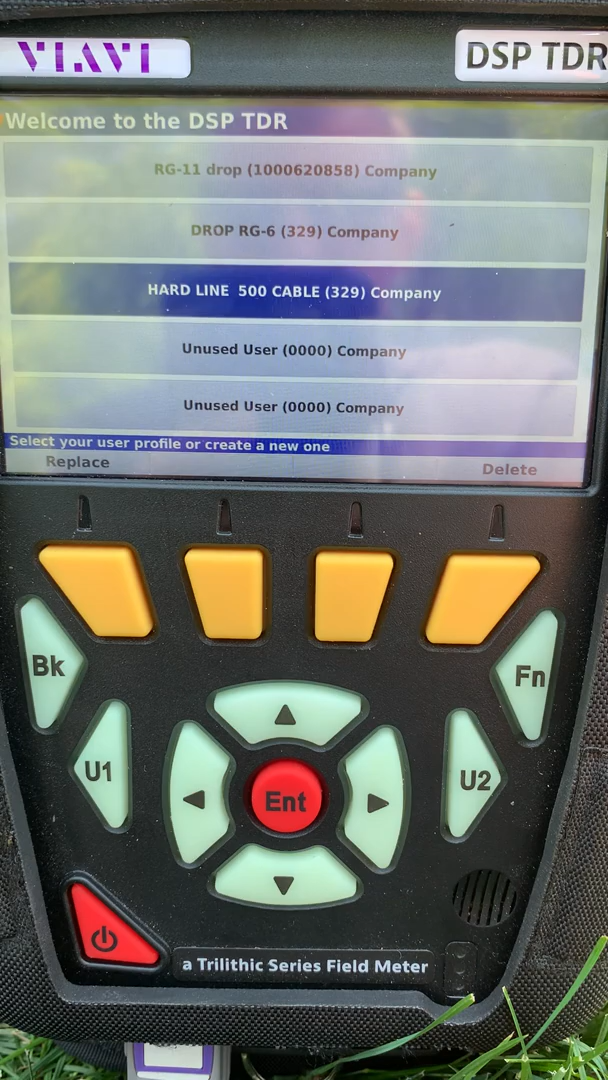 VIAVI
DSP TDR
Welcome to the DSP TDR
RG-11 drop (1000620858) Company
DROP RG-6 (329) Company
HARD LINE 500 CABLE (329) Company
Unused User (0000) Company
Unused User (0000) Company
Select your user profile or create a new one
Replace
Delete
Bk
Fn
U1
U2
Ent
a Trilithic Series Field Meter